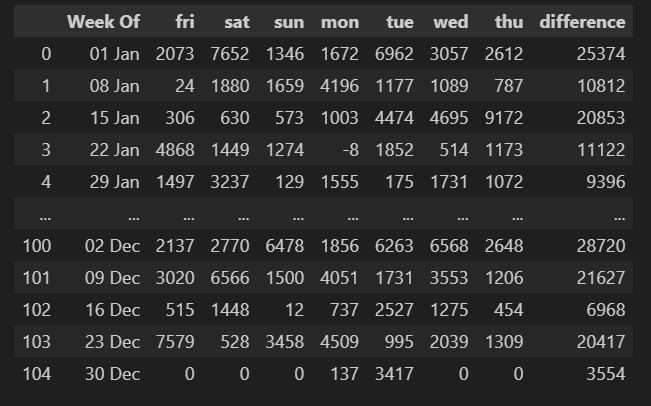 Week Of fri sat sun mon tue wed thu difference
0 01 Jan 2073 7652 1346 1672 6962 3057 2612 25374
1 08 Jan 24 1880 1659 4196 1177 1089 787 10812
2 15 Jan 306 630 573 1003 4474 4695 9172 20853
3 22 Jan 4868 1449 1274 -8 1852 514 1173 11122
4 29 Jan 1497 3237 129 1555 175 1731 1072 9396
... ... ... ... ... ... ... ... ... ...
100 02 Dec 2137 2770 6478 1856 6263 6568 2648 28720
101 09 Dec 3020 6566 1500 4051 1731 3553 1206 21627
102 16 Dec 515 1448 12 737 2527 1275 454 6968
103 23 Dec 7579 528 3458 4509 995 2039 1309 20417
104 30 Dec 0 0 0 137 3417 0 0 3554